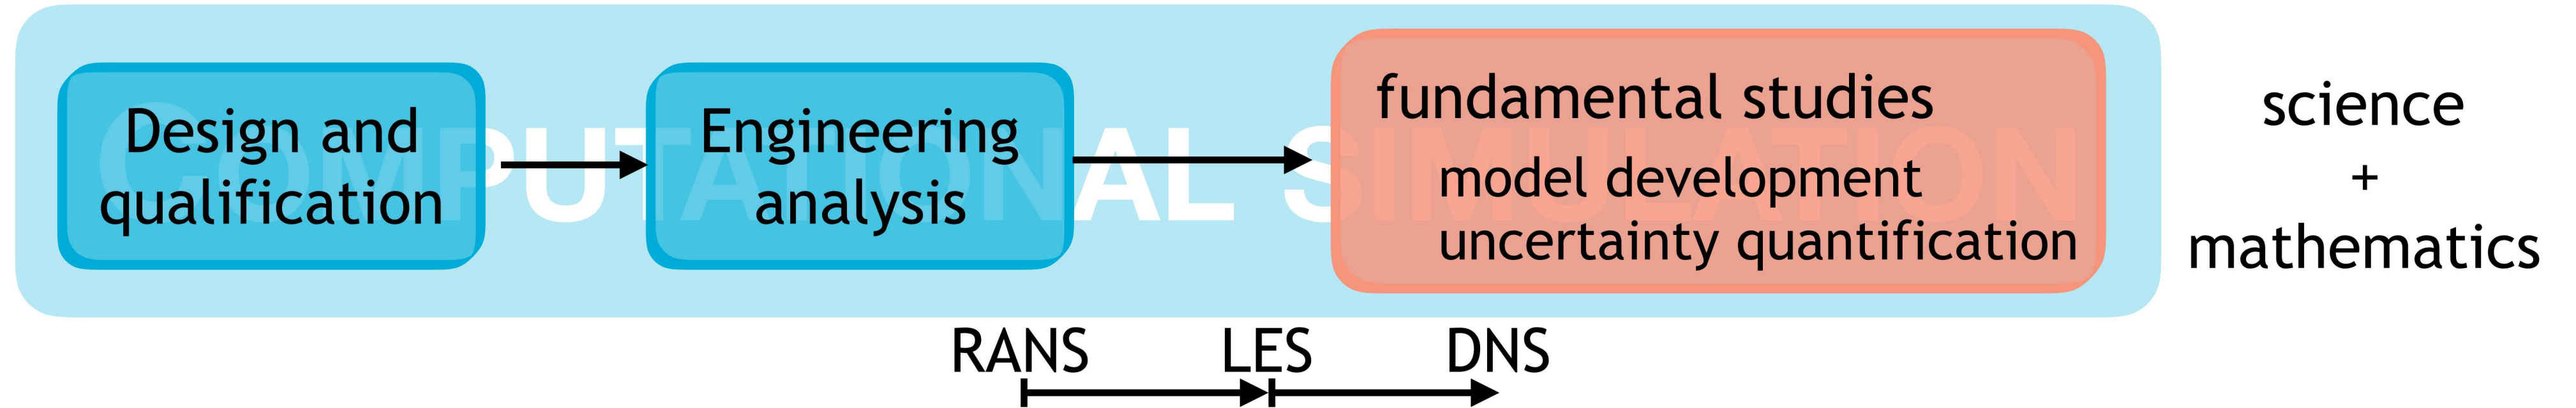 COMPUTATIONAL SIMULATION
Design and
qualification
Engineering
analysis
fundamental studies
model development
uncertainty quantification
science
+
mathematics
RANS LES DNS